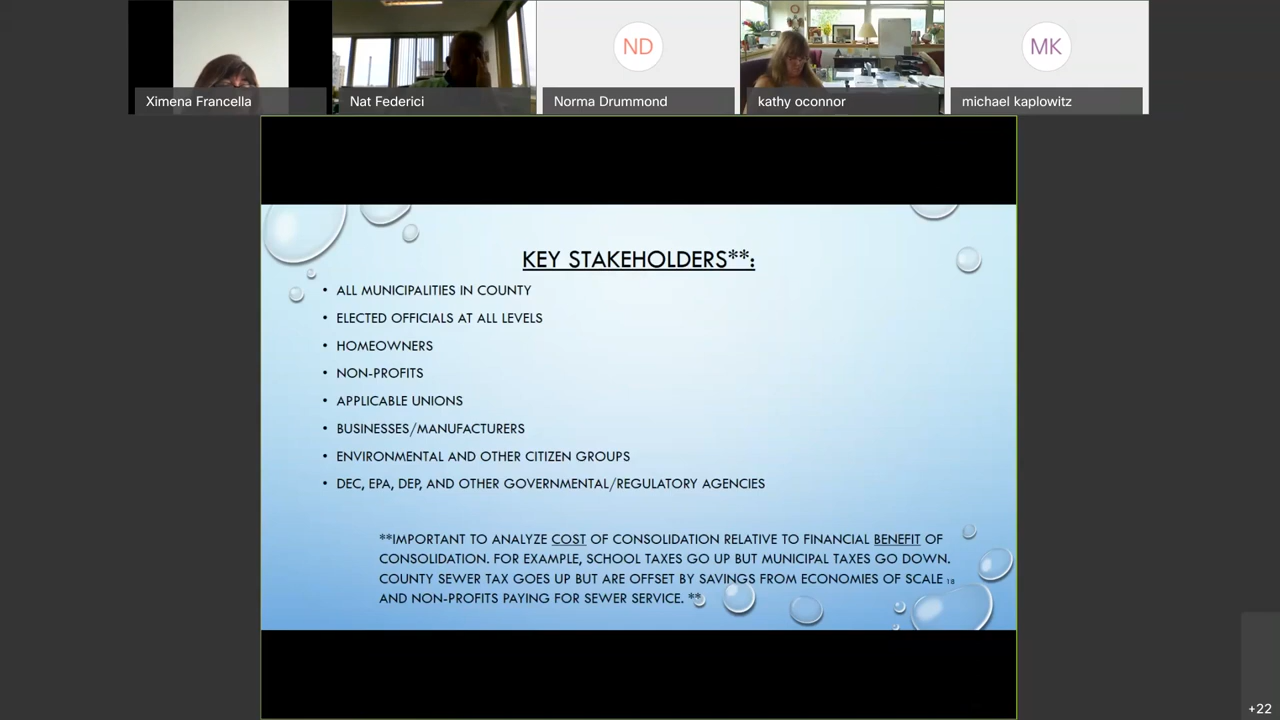 ND
MK
Ximena Francella
Nat Federici
Norma Drummond
kathy oconnor
michael kaplowitz
KEY STAKEHOLDERS**:
• ALL MUNICIPALITIES IN COUNTY
• ELECTED OFFICIALS AT ALL LEVELS
• HOMEOWNERS
• NON-PROFITS
• APPLICABLE UNIONS
• BUSINESSES/MANUFACTURERS
• ENVIRONMENTAL AND OTHER CITIZEN GROUPS
• DEC, EPA, DEP, AND OTHER GOVERNMENTAL/REGULATORY AGENCIES
**IMPORTANT TO ANALYZE COST OF CONSOLIDATION RELATIVE TO FINANCIAL BENEFIT OF
CONSOLIDATION. FOR EXAMPLE, SCHOOL TAXES GO UP BUT MUNICIPAL TAXES GO DOWN.
COUNTY SEWER TAX GOES UP BUT ARE OFFSET BY SAVINGS FROM ECONOMIES OF SCALE
18
AND NON-PROFITS PAYING FOR SEWER SERVICE. **
+22